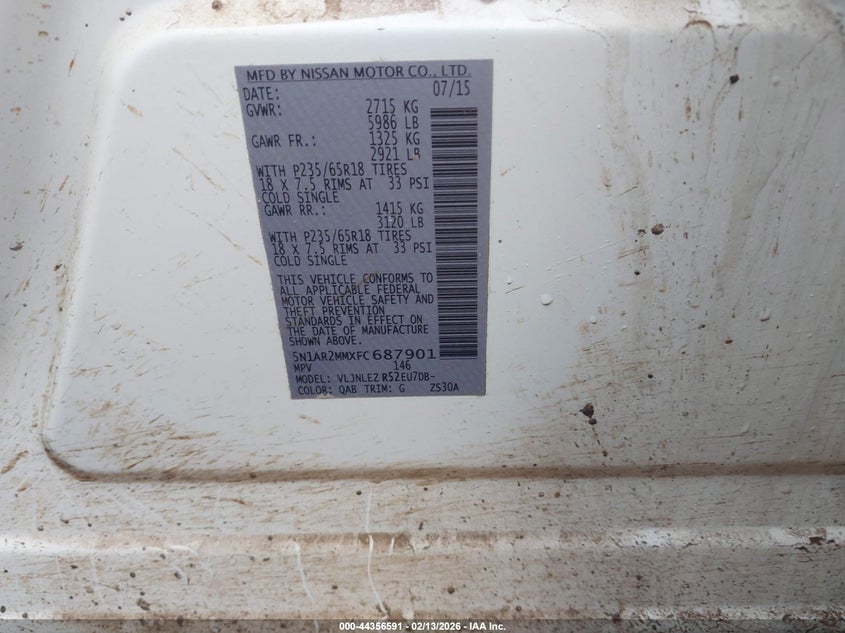 MFD BY NISSAN MOTOR CO., LTD.
DATE: 07/15
GVWR: 2715 KG
5986 LB
GAWR FR.: 1325 KG
2921 LB
WITH P235/65R18 TIRES
18 X 7.5 RIMS AT 33 PSI
COLD SINGLE
GAWR RR.: 1415 KG
3120 LB
WITH P235/65R18 TIRES
18 X 7.5 RIMS AT 33 PSI
COLD SINGLE
THIS VEHICLE CONFORMS TO
ALL APPLICABLE FEDERAL
MOTOR VEHICLE SAFETY AND
THEFT PREVENTION
STANDARDS IN EFFECT ON
THE DATE OF MANUFACTURE
SHOWN ABOVE.
5N1AR2MMXFC687901
MPV 146
MODEL: VLJNLEZ R52EU7DB-
COLOR: QAB TRIM: G ZS30A
000-44356591 - 02/13/2026 - IAA Inc.